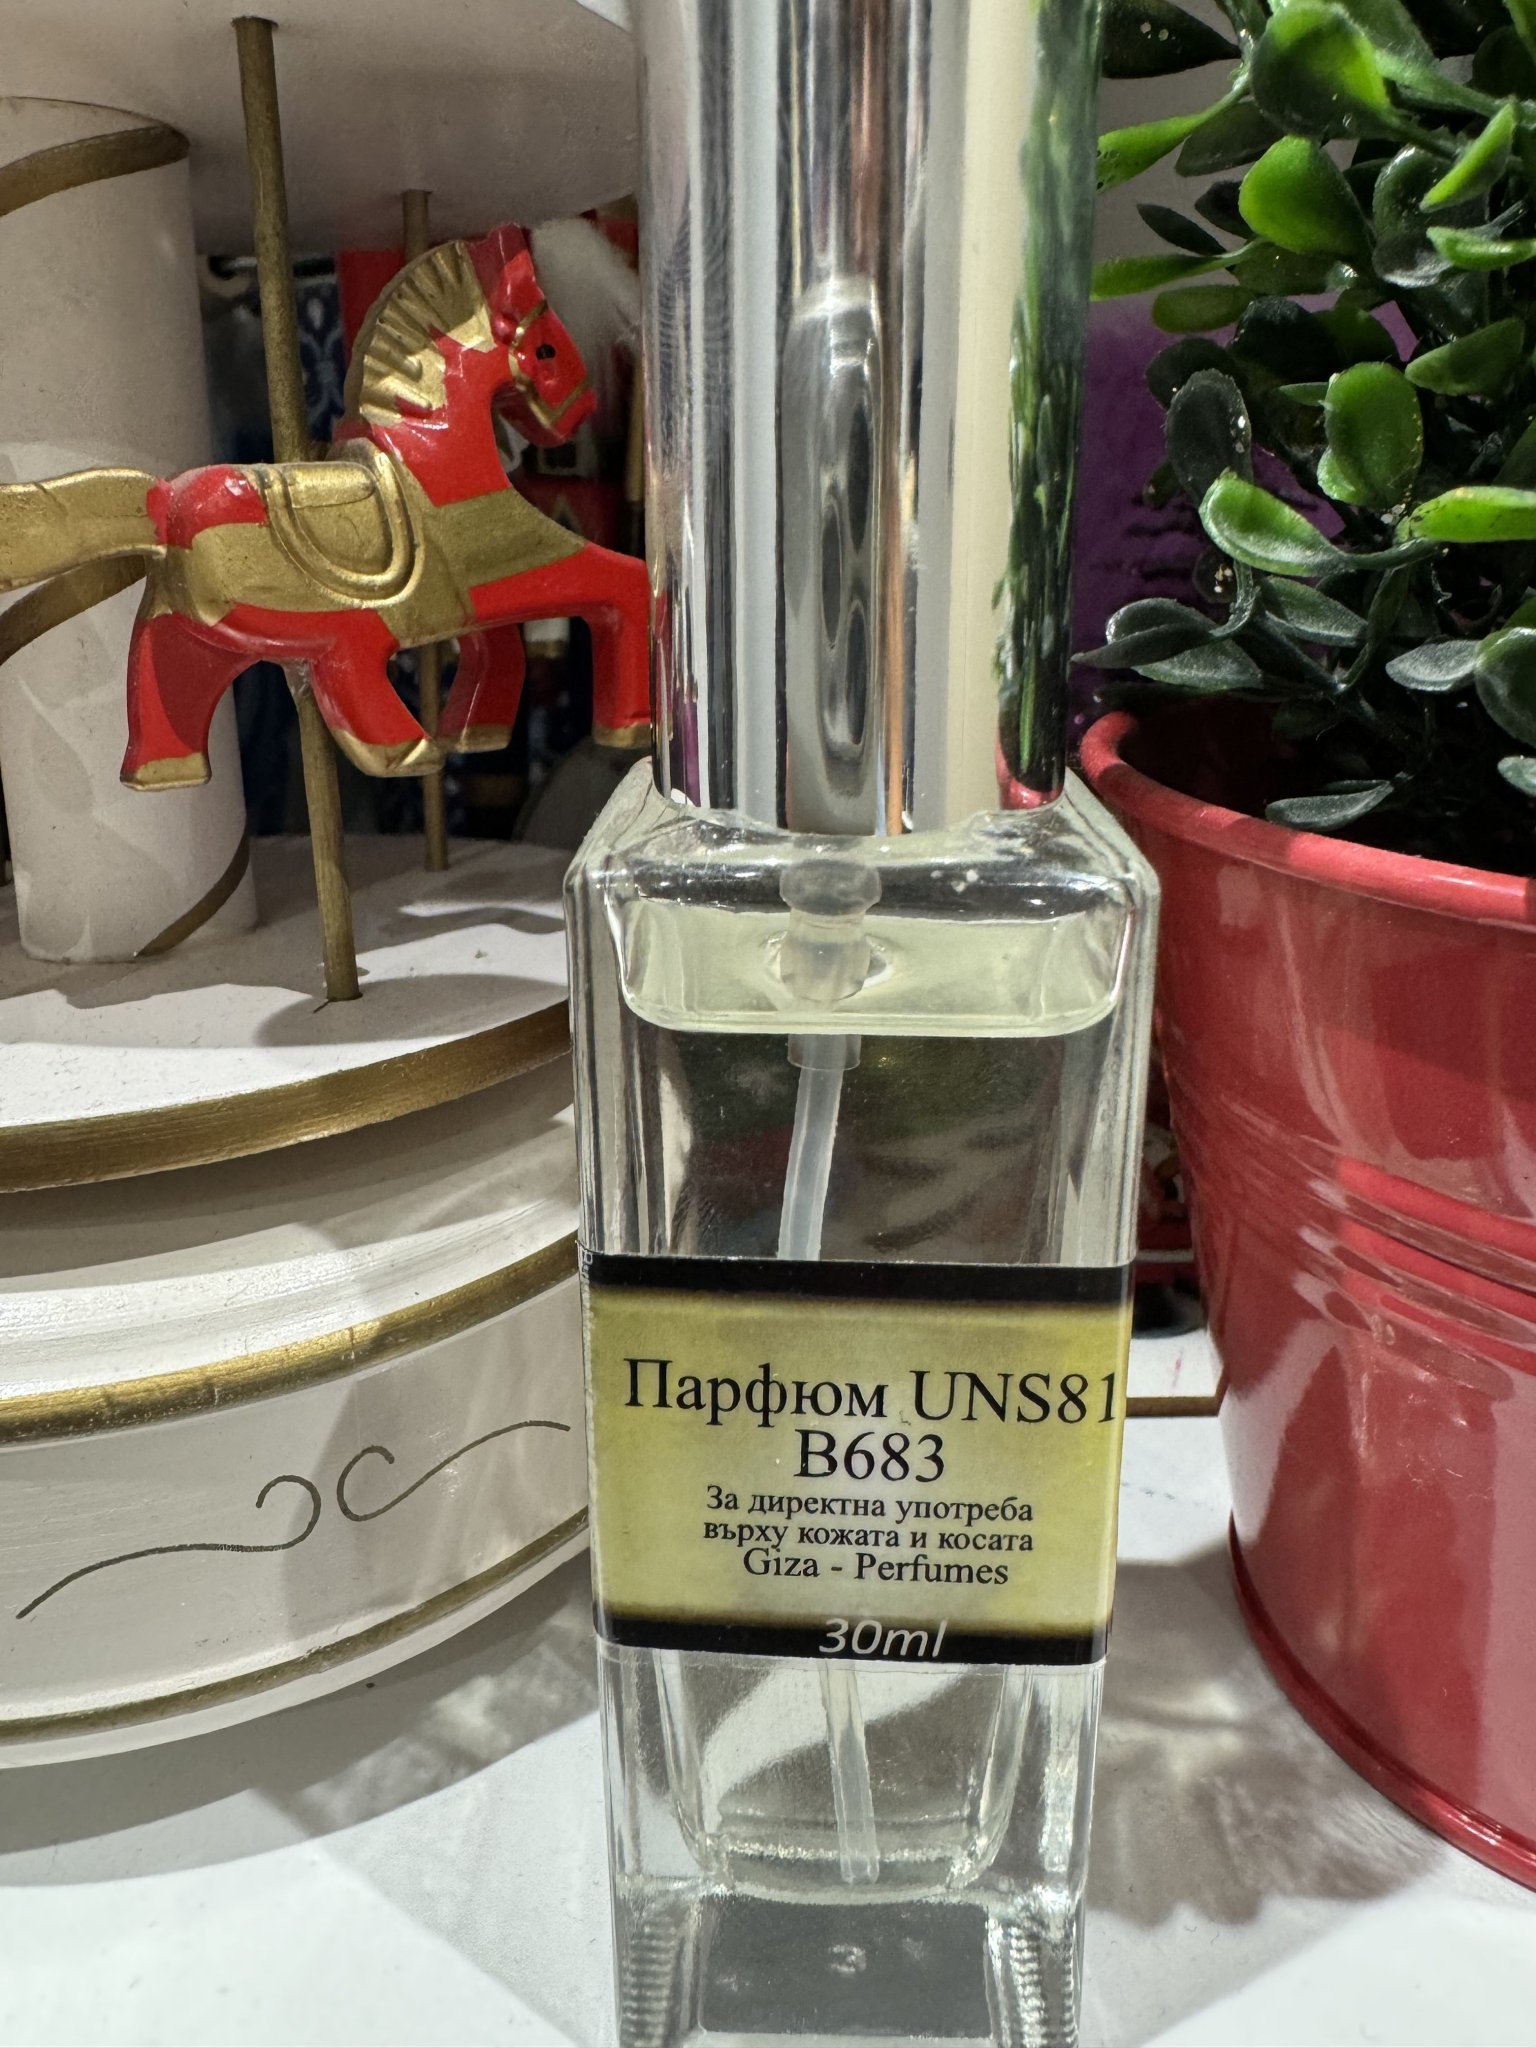 Парфюм UNS81
B683
За директна употреба
върху кожата и косата
Giza - Perfumes
30ml